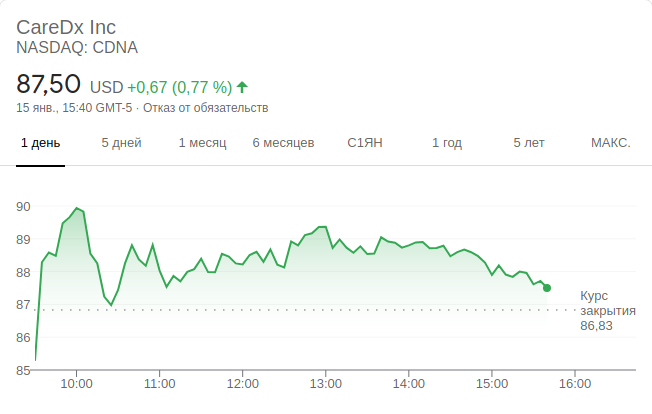 CareDx Inc
NASDAQ: CDNA
87,50 USD +0,67 (0,77 %)
15 янв., 15:40 GMT-5 · Отказ от обязательств
1 день 5 дней 1 месяц 6 месяцев С1ЯН 1 год 5 лет МАКС.
90
89
88
87
86
85
Курс
закрытия
86,83
10:00 11:00 12:00 13:00 14:00 15:00 16:00